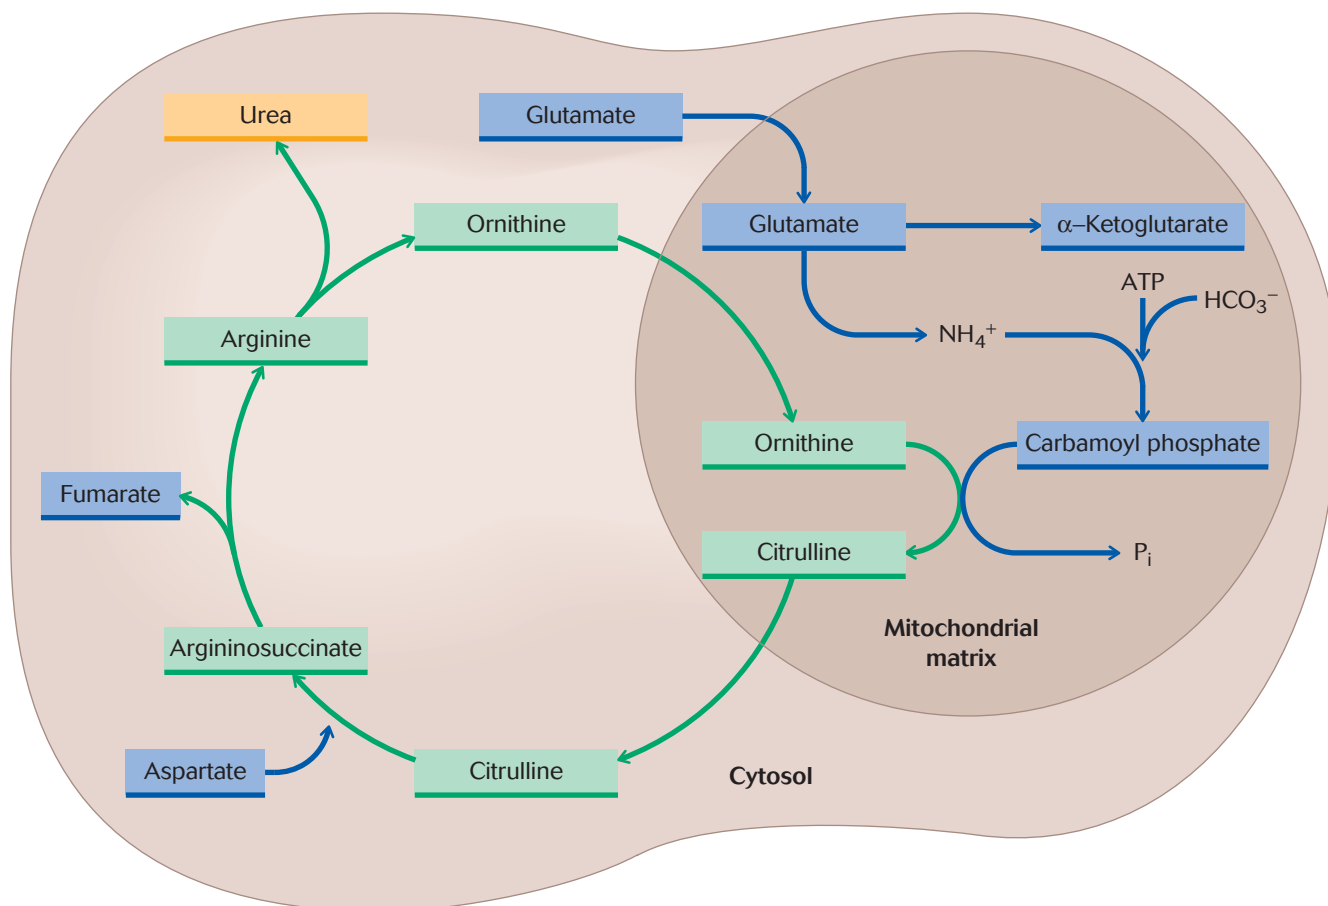 Urea
Glutamate
Ornithine
Glutamate
α–Ketoglutarate
ATP
HCO₃⁻
Arginine
NH₄⁺
Ornithine
Carbamoyl phosphate
Fumarate
Citrulline
Pᵢ
Mitochondrial
matrix
Argininosuccinate
Aspartate
Citrulline
Cytosol